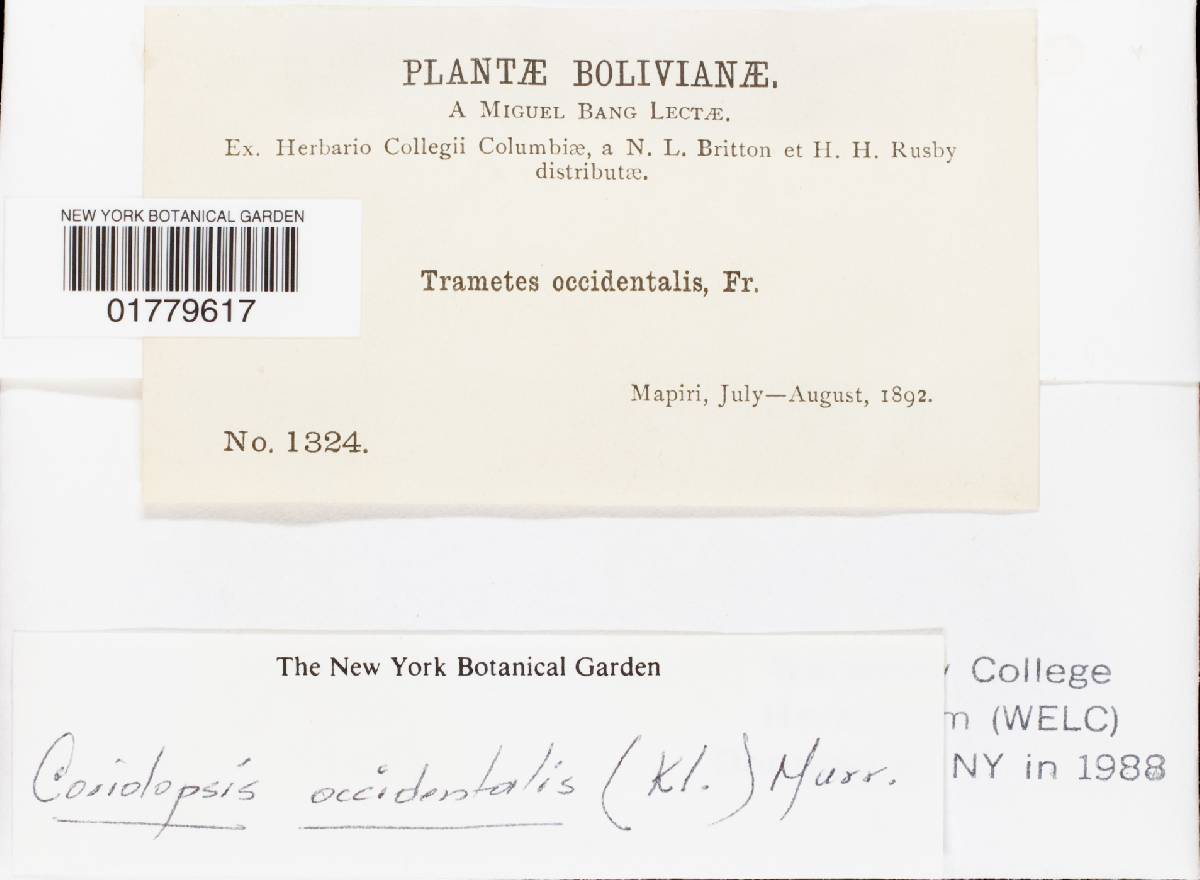 PLANTÆ BOLIVIANÆ.
A MIGUEL BANG LECTÆ.
Ex. Herbario Collegii Columbiæ, a N. L. Britton et H. H. Rusby
distributæ.
NEW YORK BOTANICAL GARDEN
01779617
Trametes occidentalis, Fr.
Mapiri, July—August, 1892.
No. 1324.
The New York Botanical Garden
Coriolopsis occidentalis (Kl.) Murr.
College
(WELC)
NY in 1988